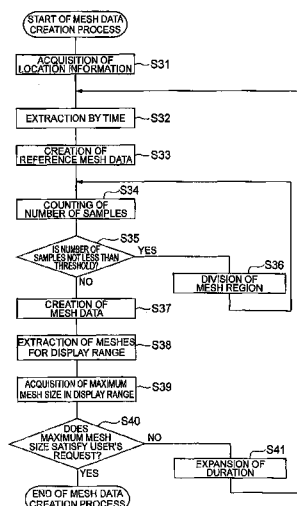 START OF MESH DATA
CREATION PROCESS
ACQUISITION OF
LOCATION INFORMATION
S31
EXTRACTION BY TIME
S32
CREATION OF
REFERENCE MESH DATA
S33
S34
COUNTING OF
NUMBER OF SAMPLES
S35
IS NUMBER OF
SAMPLES NOT LESS THAN
THRESHOLD?
YES
S36
DIVISION OF
MESH REGION
NO
CREATION OF
MESH DATA
S37
EXTRACTION OF MESHES
FOR DISPLAY RANGE
S38
ACQUISITION OF MAXIMUM
MESH SIZE IN DISPLAY RANGE
S39
S40
DOES
MAXIMUM MESH
SIZE SATISFY USER'S
REQUEST?
NO
S41
EXPANSION OF
DURATION
YES
END OF MESH DATA
CREATION PROCESS